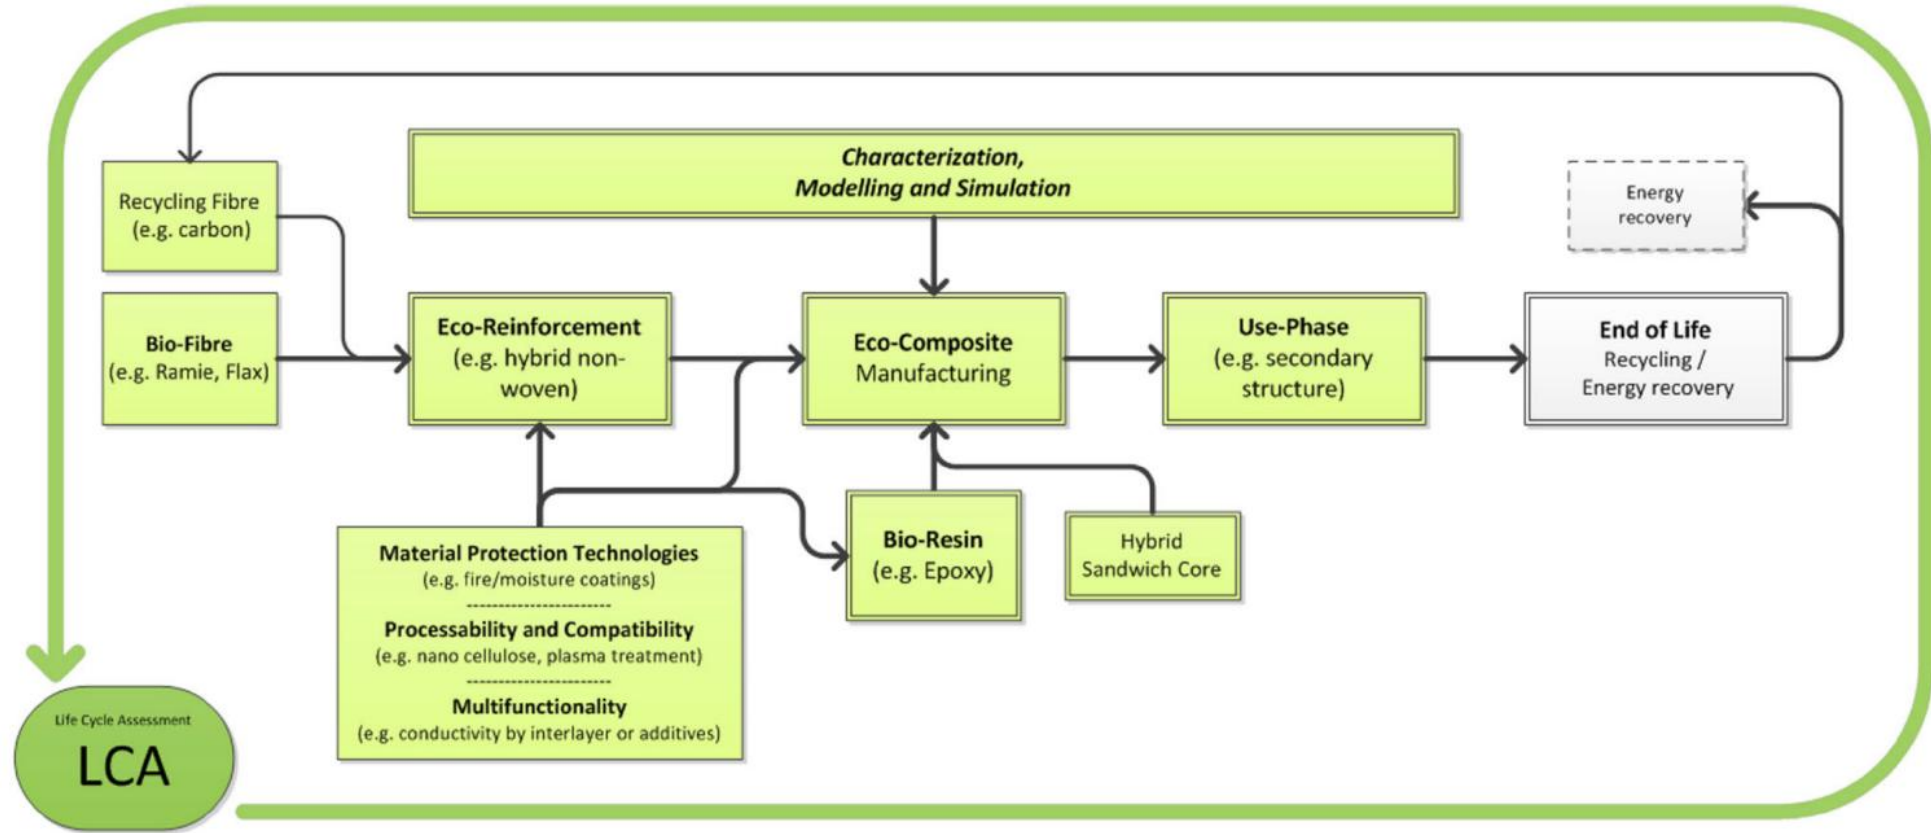 Characterization,
Modelling and Simulation
Recycling Fibre
(e.g. carbon)
Energy
recovery
Bio-Fibre
(e.g. Ramie, Flax)
Eco-Reinforcement
(e.g. hybrid non-
woven)
Eco-Composite
Manufacturing
Use-Phase
(e.g. secondary
structure)
End of Life
Recycling /
Energy recovery
Material Protection Technologies
(e.g. fire/moisture coatings)
-----------------------
Processability and Compatibility
(e.g. nano cellulose, plasma treatment)
-----------------------
Multifunctionality
(e.g. conductivity by interlayer or additives)
Bio-Resin
(e.g. Epoxy)
Hybrid
Sandwich Core
Life Cycle Assessment
LCA